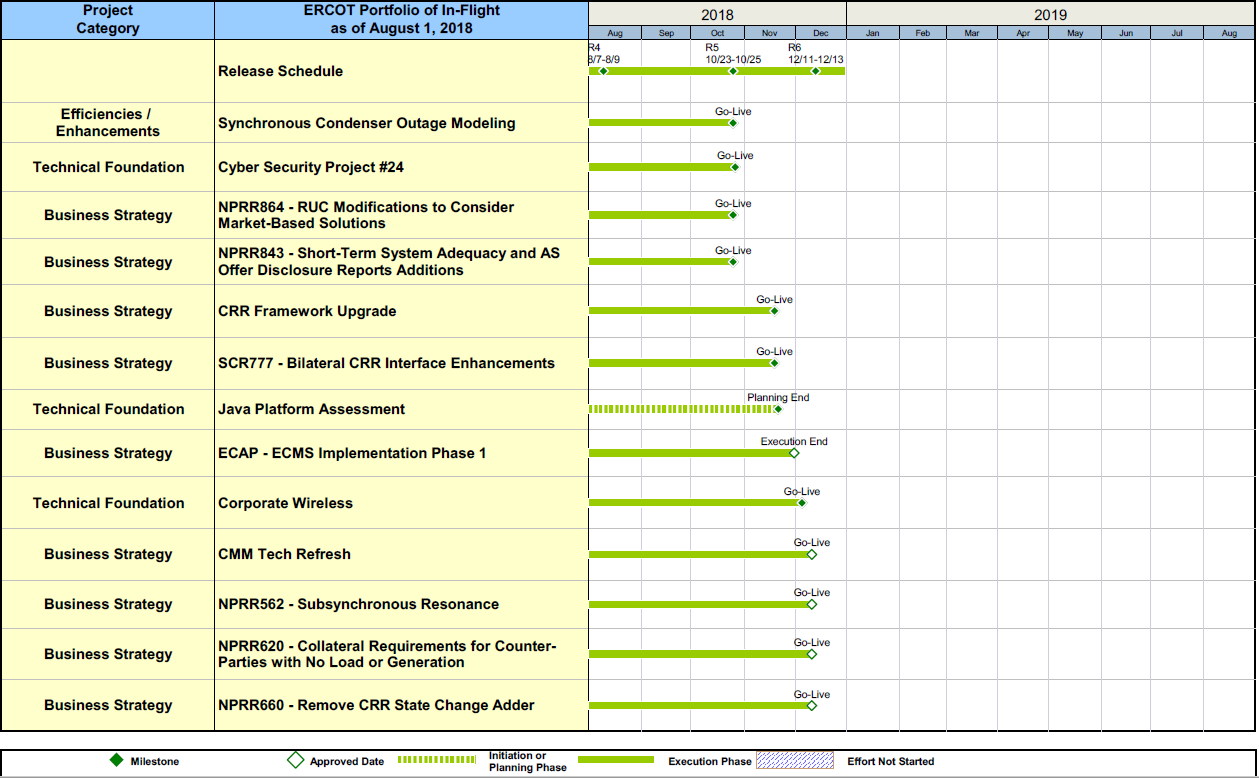 Project
Category
ERCOT Portfolio of In-Flight
as of August 1, 2018
2018
2019
Aug Sep Oct Nov Dec Jan Feb Mar Apr May Jun Jul Aug
Release Schedule
R4
8/7-8/9
R5
10/23-10/25
R6
12/11-12/13
Efficiencies /
Enhancements
Synchronous Condenser Outage Modeling
Go-Live
Technical Foundation
Cyber Security Project #24
Go-Live
Business Strategy
NPRR864 - RUC Modifications to Consider
Market-Based Solutions
Go-Live
Business Strategy
NPRR843 - Short-Term System Adequacy and AS
Offer Disclosure Reports Additions
Go-Live
Business Strategy
CRR Framework Upgrade
Go-Live
Business Strategy
SCR777 - Bilateral CRR Interface Enhancements
Go-Live
Technical Foundation
Java Platform Assessment
Planning End
Business Strategy
ECAP - ECMS Implementation Phase 1
Execution End
Technical Foundation
Corporate Wireless
Go-Live
Business Strategy
CMM Tech Refresh
Go-Live
Business Strategy
NPRR562 - Subsynchronous Resonance
Go-Live
Business Strategy
NPRR620 - Collateral Requirements for Counter-
Parties with No Load or Generation
Go-Live
Business Strategy
NPRR660 - Remove CRR State Change Adder
Go-Live
Milestone
Approved Date
Initiation or
Planning Phase
Execution Phase
Effort Not Started